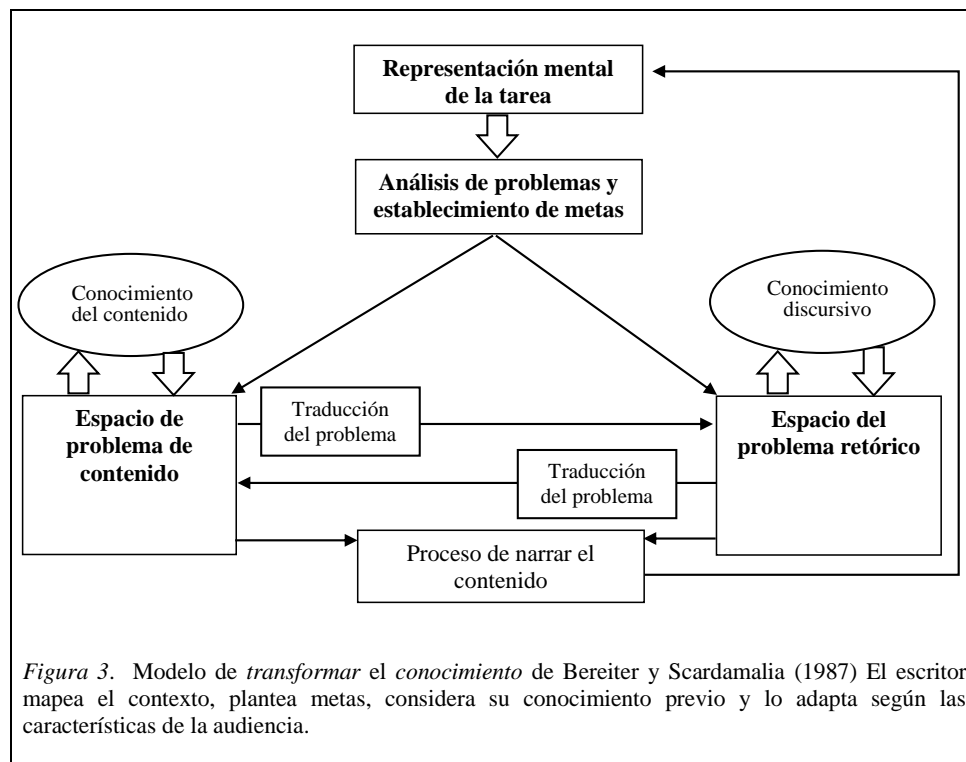 Representación mental
de la tarea
Análisis de problemas y
establecimiento de metas
Conocimiento
del contenido
Conocimiento
discursivo
Espacio de
problema de
contenido
Traducción
del problema
Espacio del
problema retórico
Traducción
del problema
Proceso de narrar el
contenido
Figura 3. Modelo de transformar el conocimiento de Bereiter y Scardamalia (1987) El escritor
mapea el contexto, plantea metas, considera su conocimiento previo y lo adapta según las
características de la audiencia.